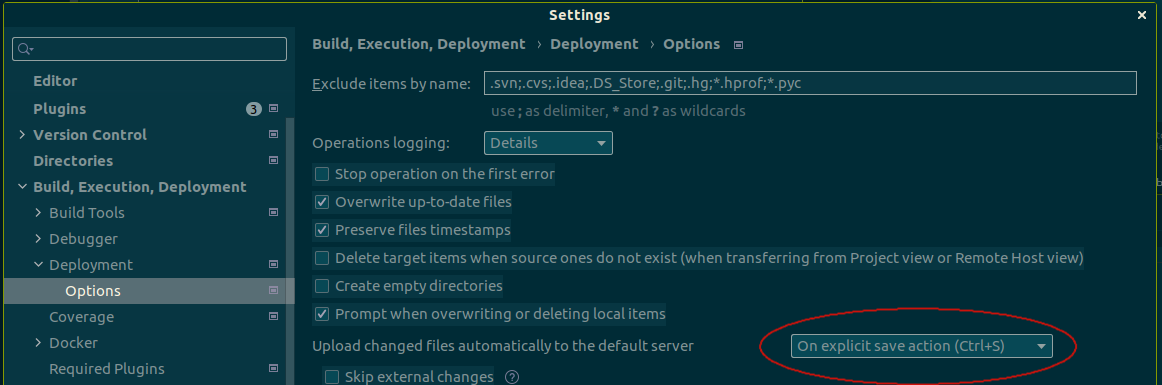 Settings
Build, Execution, Deployment › Deployment › Options
Editor
Plugins 3
Version Control
Directories
Build, Execution, Deployment
Build Tools
Debugger
Deployment
Options
Coverage
Docker
Required Plugins
Exclude items by name: .svn;.cvs;.idea;.DS_Store;.git;.hg;*.hprof;*.pyc
use ; as delimiter, * and ? as wildcards
Operations logging: Details
Stop operation on the first error
Overwrite up-to-date files
Preserve files timestamps
Delete target items when source ones do not exist (when transferring from Project view or Remote Host view)
Create empty directories
Prompt when overwriting or deleting local items
Upload changed files automatically to the default server On explicit save action (Ctrl+S)
Skip external changes ?